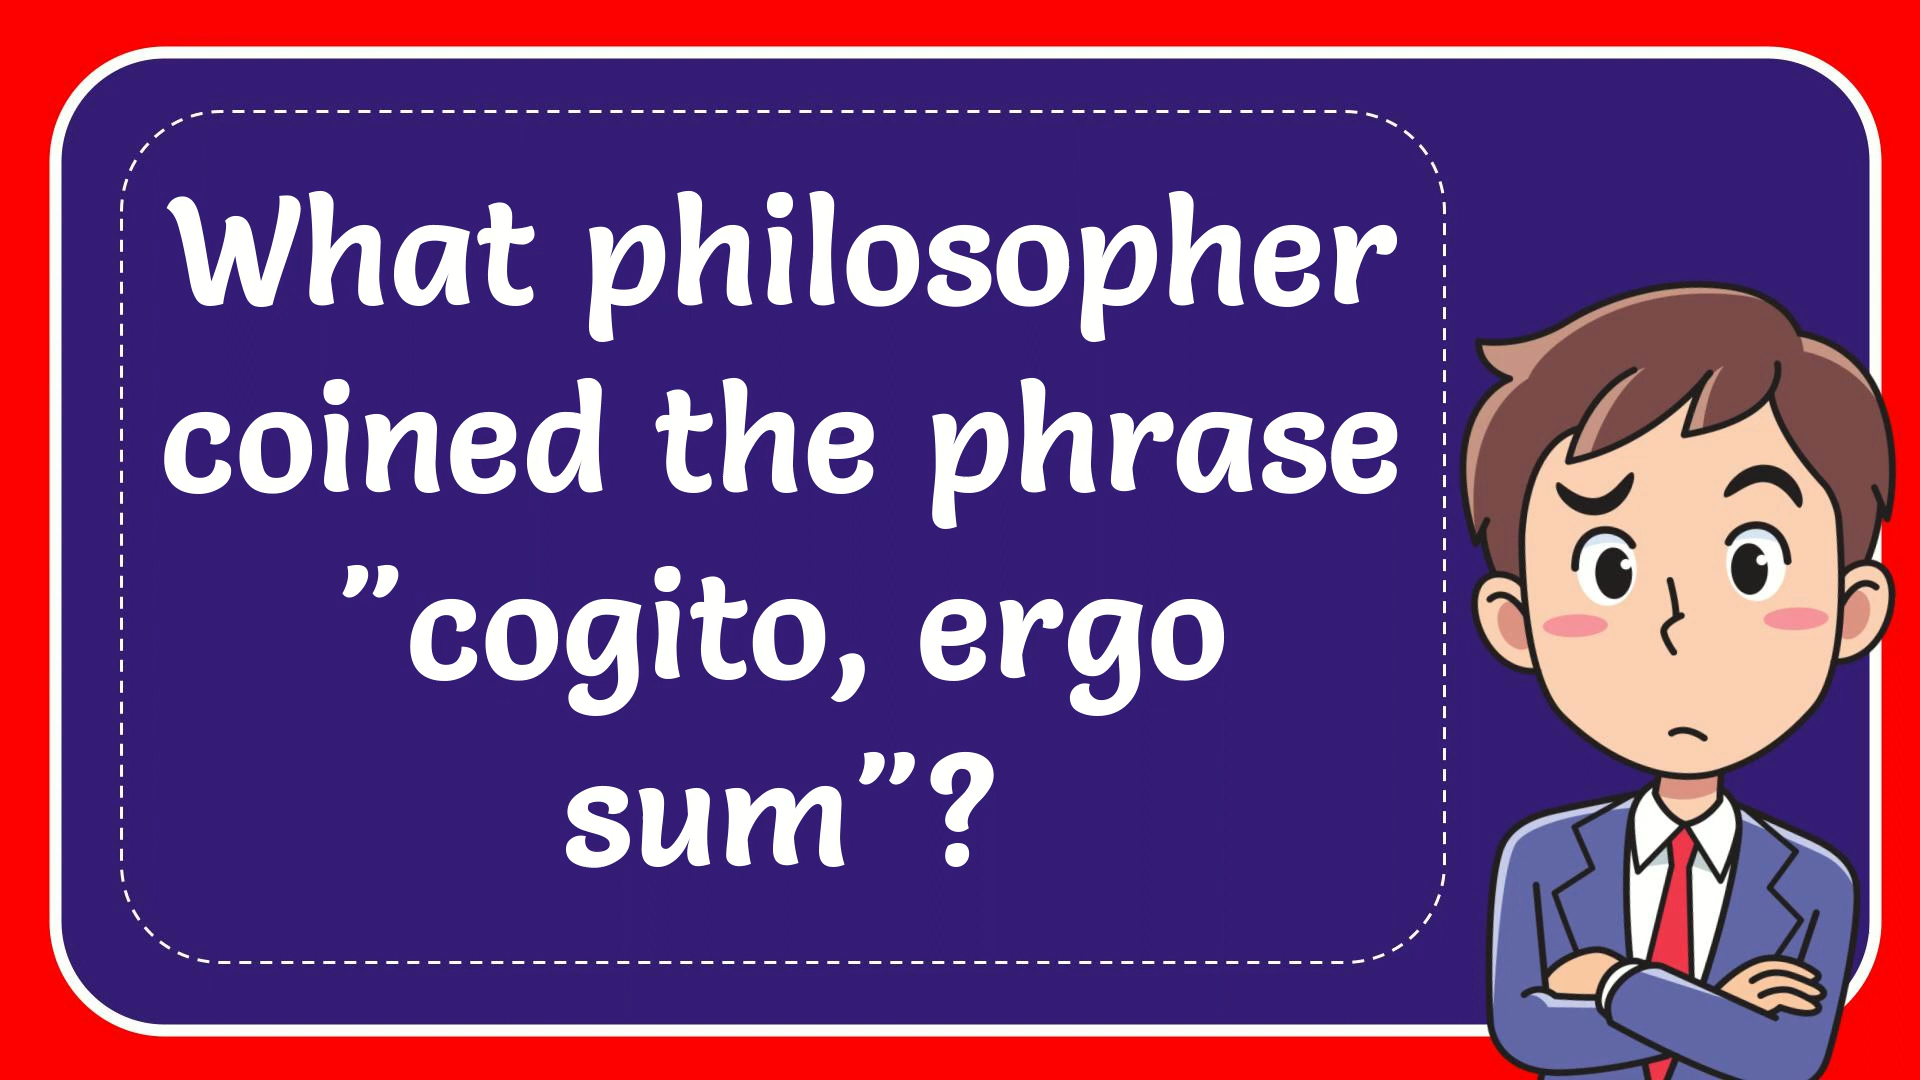 What philosopher
coined the phrase
”cogito, ergo
sum”?